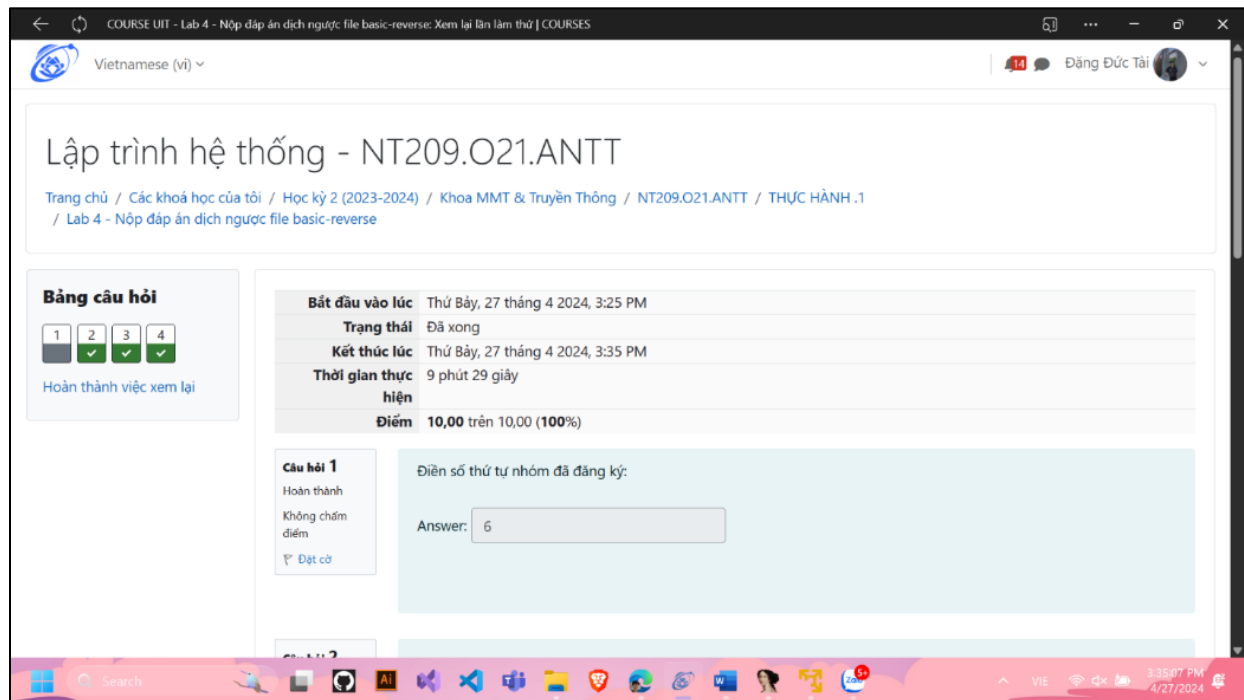 COURSE UIT - Lab 4 - Nộp đáp án dịch ngược file basic-reverse: Xem lại lần làm thử | COURSES
Vietnamese (vi)
14
Đặng Đức Tài
Lập trình hệ thống - NT209.O21.ANTT
Trang chủ / Các khoá học của tôi / Học kỳ 2 (2023-2024) / Khoa MMT & Truyền Thông / NT209.O21.ANTT / THỰC HÀNH .1
/ Lab 4 - Nộp đáp án dịch ngược file basic-reverse
Bảng câu hỏi
1 2 3 4
Hoàn thành việc xem lại
Bắt đầu vào lúc Thứ Bảy, 27 tháng 4 2024, 3:25 PM
Trạng thái Đã xong
Kết thúc lúc Thứ Bảy, 27 tháng 4 2024, 3:35 PM
Thời gian thực 9 phút 29 giây
hiện
Điểm 10,00 trên 10,00 (100%)
Câu hỏi 1
Hoàn thành
Không chấm
điểm
Đặt cờ
Điền số thứ tự nhóm đã đăng ký:
Answer: 6
Câu hỏi 2
Search
Ai
Zalo
5+
VIE
3:35:07 PM
4/27/2024